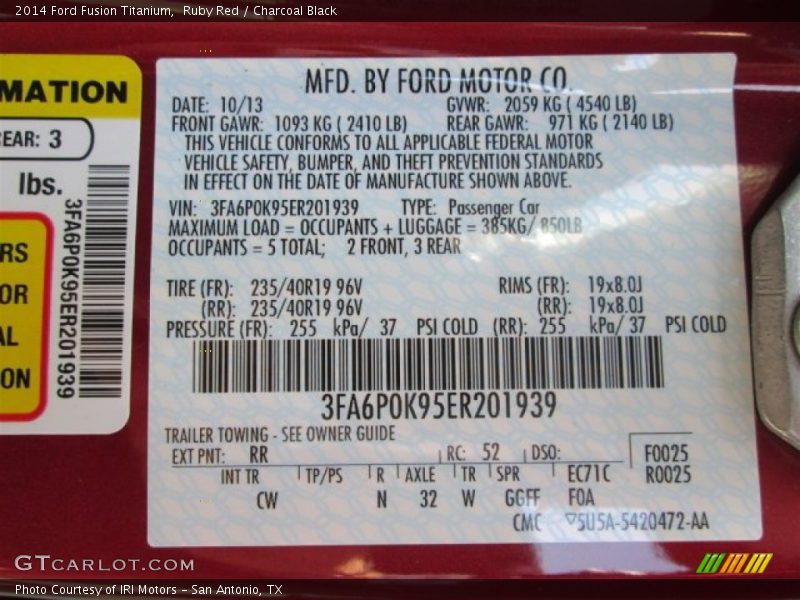 2014 Ford Fusion Titanium,  Ruby Red / Charcoal Black
MATION
REAR: 3
lbs.
3FA6P0K95ER201939
RS
OR
AL
ON
MFD. BY FORD MOTOR CO.
DATE: 10/13 GVWR: 2059 KG ( 4540 LB)
FRONT GAWR: 1093 KG ( 2410 LB) REAR GAWR: 971 KG ( 2140 LB)
THIS VEHICLE CONFORMS TO ALL APPLICABLE FEDERAL MOTOR
VEHICLE SAFETY, BUMPER, AND THEFT PREVENTION STANDARDS
IN EFFECT ON THE DATE OF MANUFACTURE SHOWN ABOVE.
VIN: 3FA6P0K95ER201939 TYPE: Passenger Car
MAXIMUM LOAD = OCCUPANTS + LUGGAGE = 385KG/ 850LB
OCCUPANTS = 5 TOTAL; 2 FRONT, 3 REAR
TIRE (FR): 235/40R19 96V RIMS (FR): 19x8.0J
(RR): 235/40R19 96V (RR): 19x8.0J
PRESSURE (FR): 255 kPa/ 37 PSI COLD (RR): 255 kPa/ 37 PSI COLD
3FA6P0K95ER201939
TRAILER TOWING - SEE OWNER GUIDE
EXT PNT: RR RC: 52 DSO: F0025
INT TR TP/PS R AXLE TR SPR EC71C R0025
CW N 32 W GGFF FOA
CMC ▽5U5A-5420472-AA
GTCARLOT.COM
Photo Courtesy of IRI Motors – San Antonio, TX